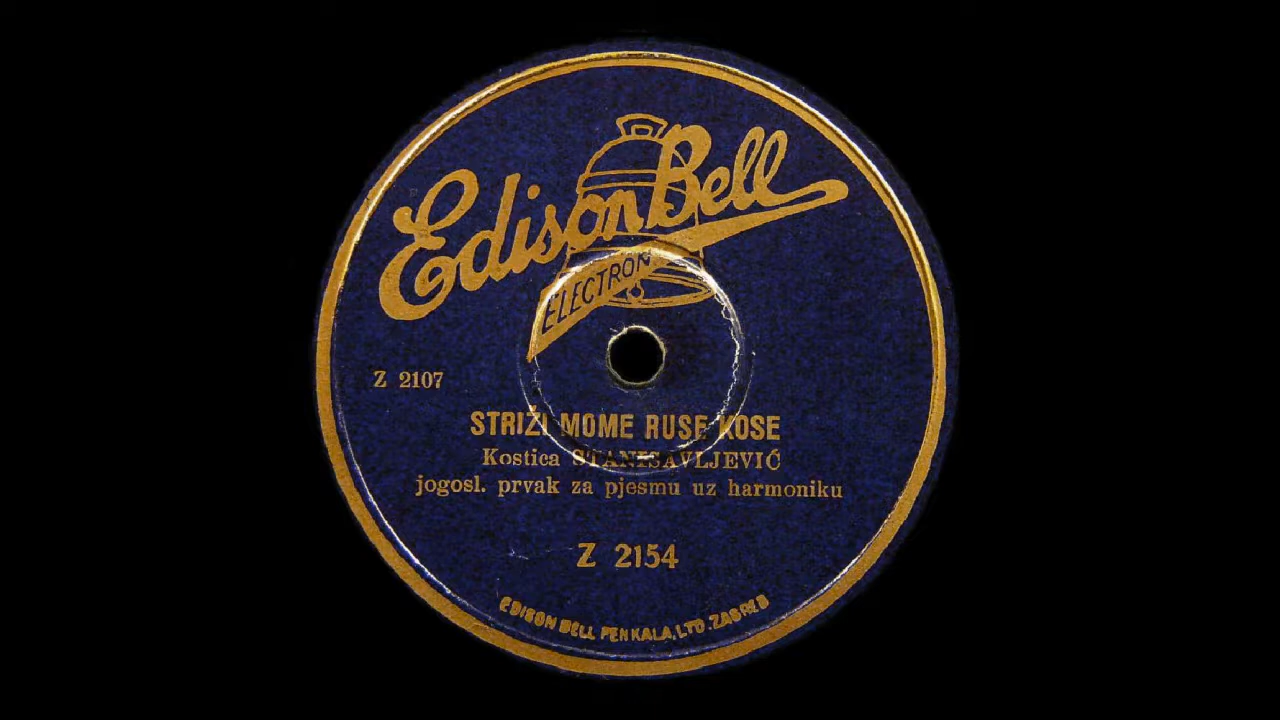 Edison Bell
ELECTRON
Z 2107
STRIŽI MOME RUSE KOSE
Kostica STANISAVLJEVIĆ
jogosl. prvak za pjesmu uz harmoniku
Z 2154
EDISON BELL PENKALA, LTD. ZAGREB